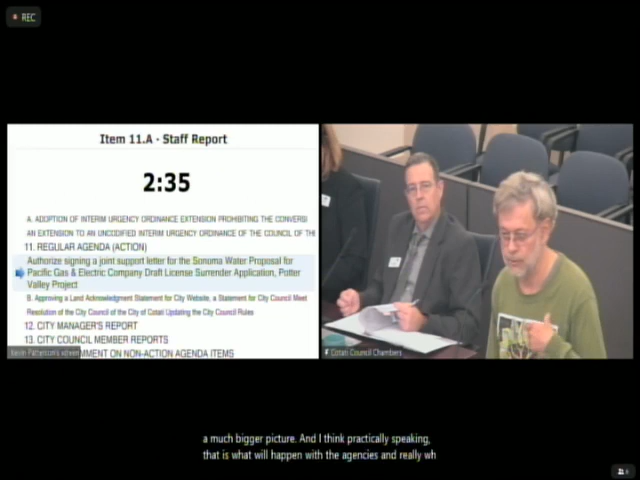 REC
Item 11.A - Staff Report
2:35
A. ADOPTION OF INTERIM URGENCY ORDINANCE EXTENSION PROHIBITING THE CONVERSI
AN EXTENSION TO AN UNCODIFIED INTERIM URGENCY ORDINANCE OF THE COUNCIL OF THE
11. REGULAR AGENDA (ACTION)
Authorize signing a joint support letter for the Sonoma Water Proposal for
Pacific Gas & Electric Company Draft License Surrender Application, Potter
Valley Project
B. Approving a Land Acknowledgment Statement for City Website, a Statement for City Council Meet
Resolution of the City Council of the City of Cotati Updating the City Council Rules
12. CITY MANAGER'S REPORT
13. CITY COUNCIL MEMBER REPORTS
MMENT ON NON-ACTION AGENDA ITEMS
Kevin Patterson's screen
Cotati Council Chambers
a much bigger picture. And I think practically speaking,
that is what will happen with the agencies and really wh